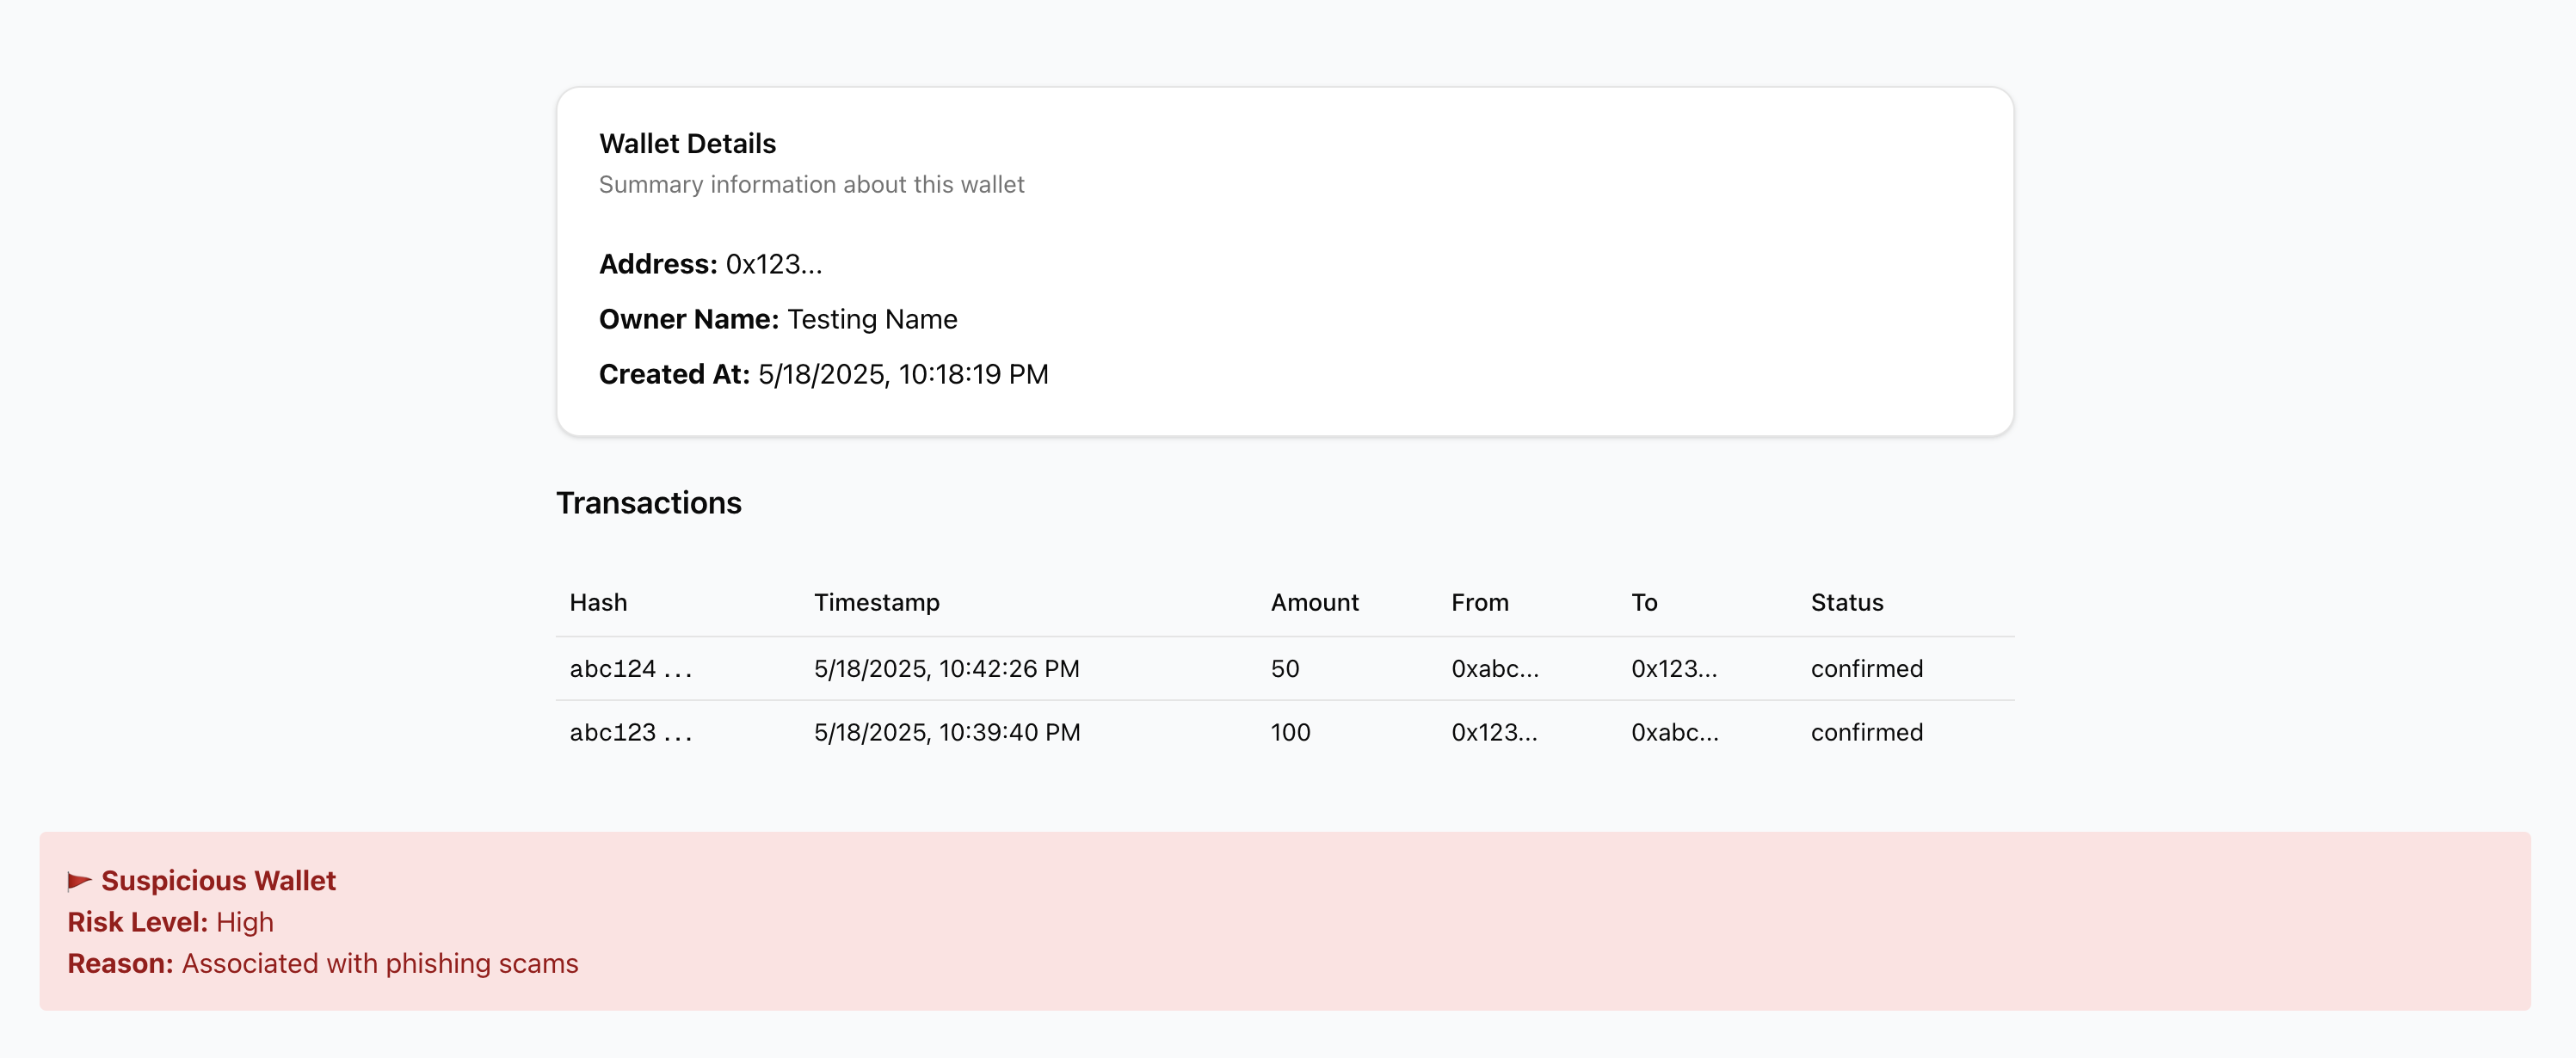 Wallet Details
Summary information about this wallet
Address: 0x123...
Owner Name: Testing Name
Created At: 5/18/2025, 10:18:19 PM
Transactions
Hash Timestamp Amount From To Status
abc124 ... 5/18/2025, 10:42:26 PM 50 0xabc... 0x123... confirmed
abc123 ... 5/18/2025, 10:39:40 PM 100 0x123... 0xabc... confirmed
Suspicious Wallet
Risk Level: High
Reason: Associated with phishing scams